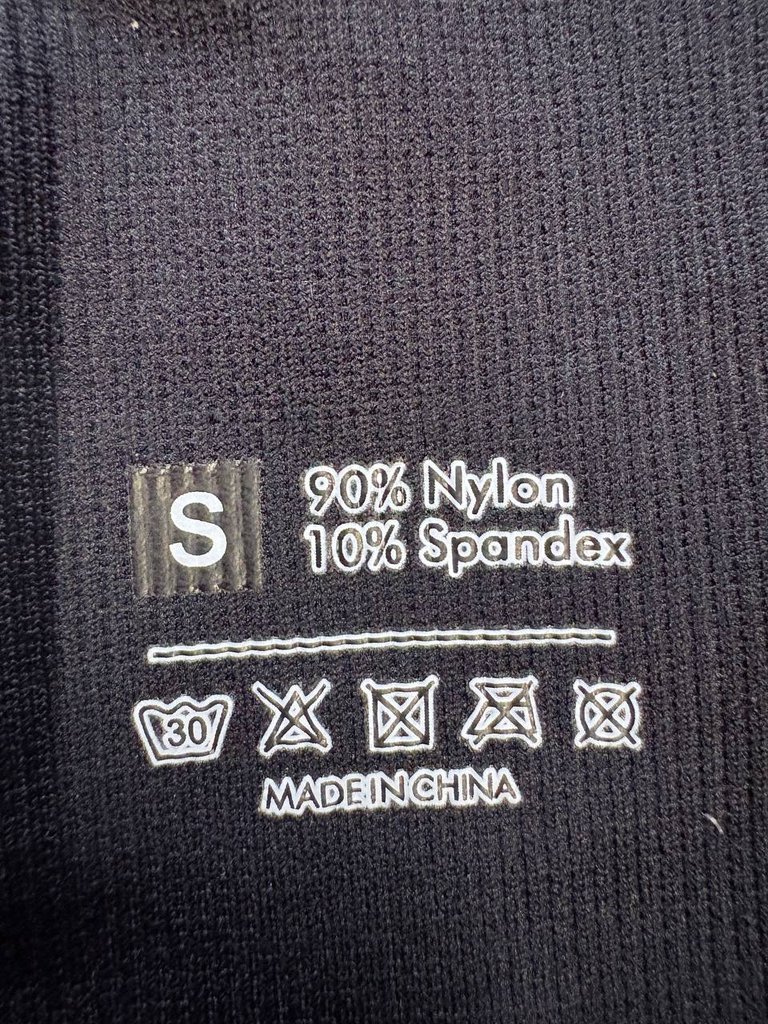 S
90% Nylon
10% Spandex
30
MADE IN CHINA